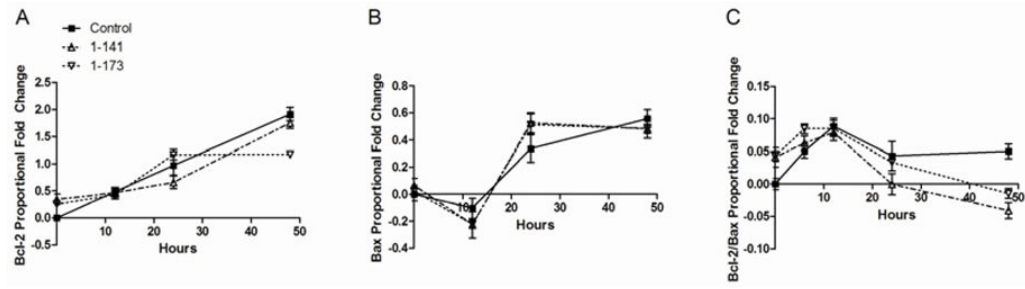 A
Control
1-141
1-173
Bcl-2 Proportional Fold Change
2.5
2.0
1.5
1.0
0.5
0.0
-0.5
10 20 30 40 50
Hours
B
Bax Proportional Fold Change
0.8
0.6
0.4
0.2
0.0
-0.2
-0.4
10 20 30 40 50
Hours
C
Bcl-2/Bax Proportional Fold Change
0.15
0.10
0.05
0.00
-0.05
-0.10
10 20 30 40 50
Hours